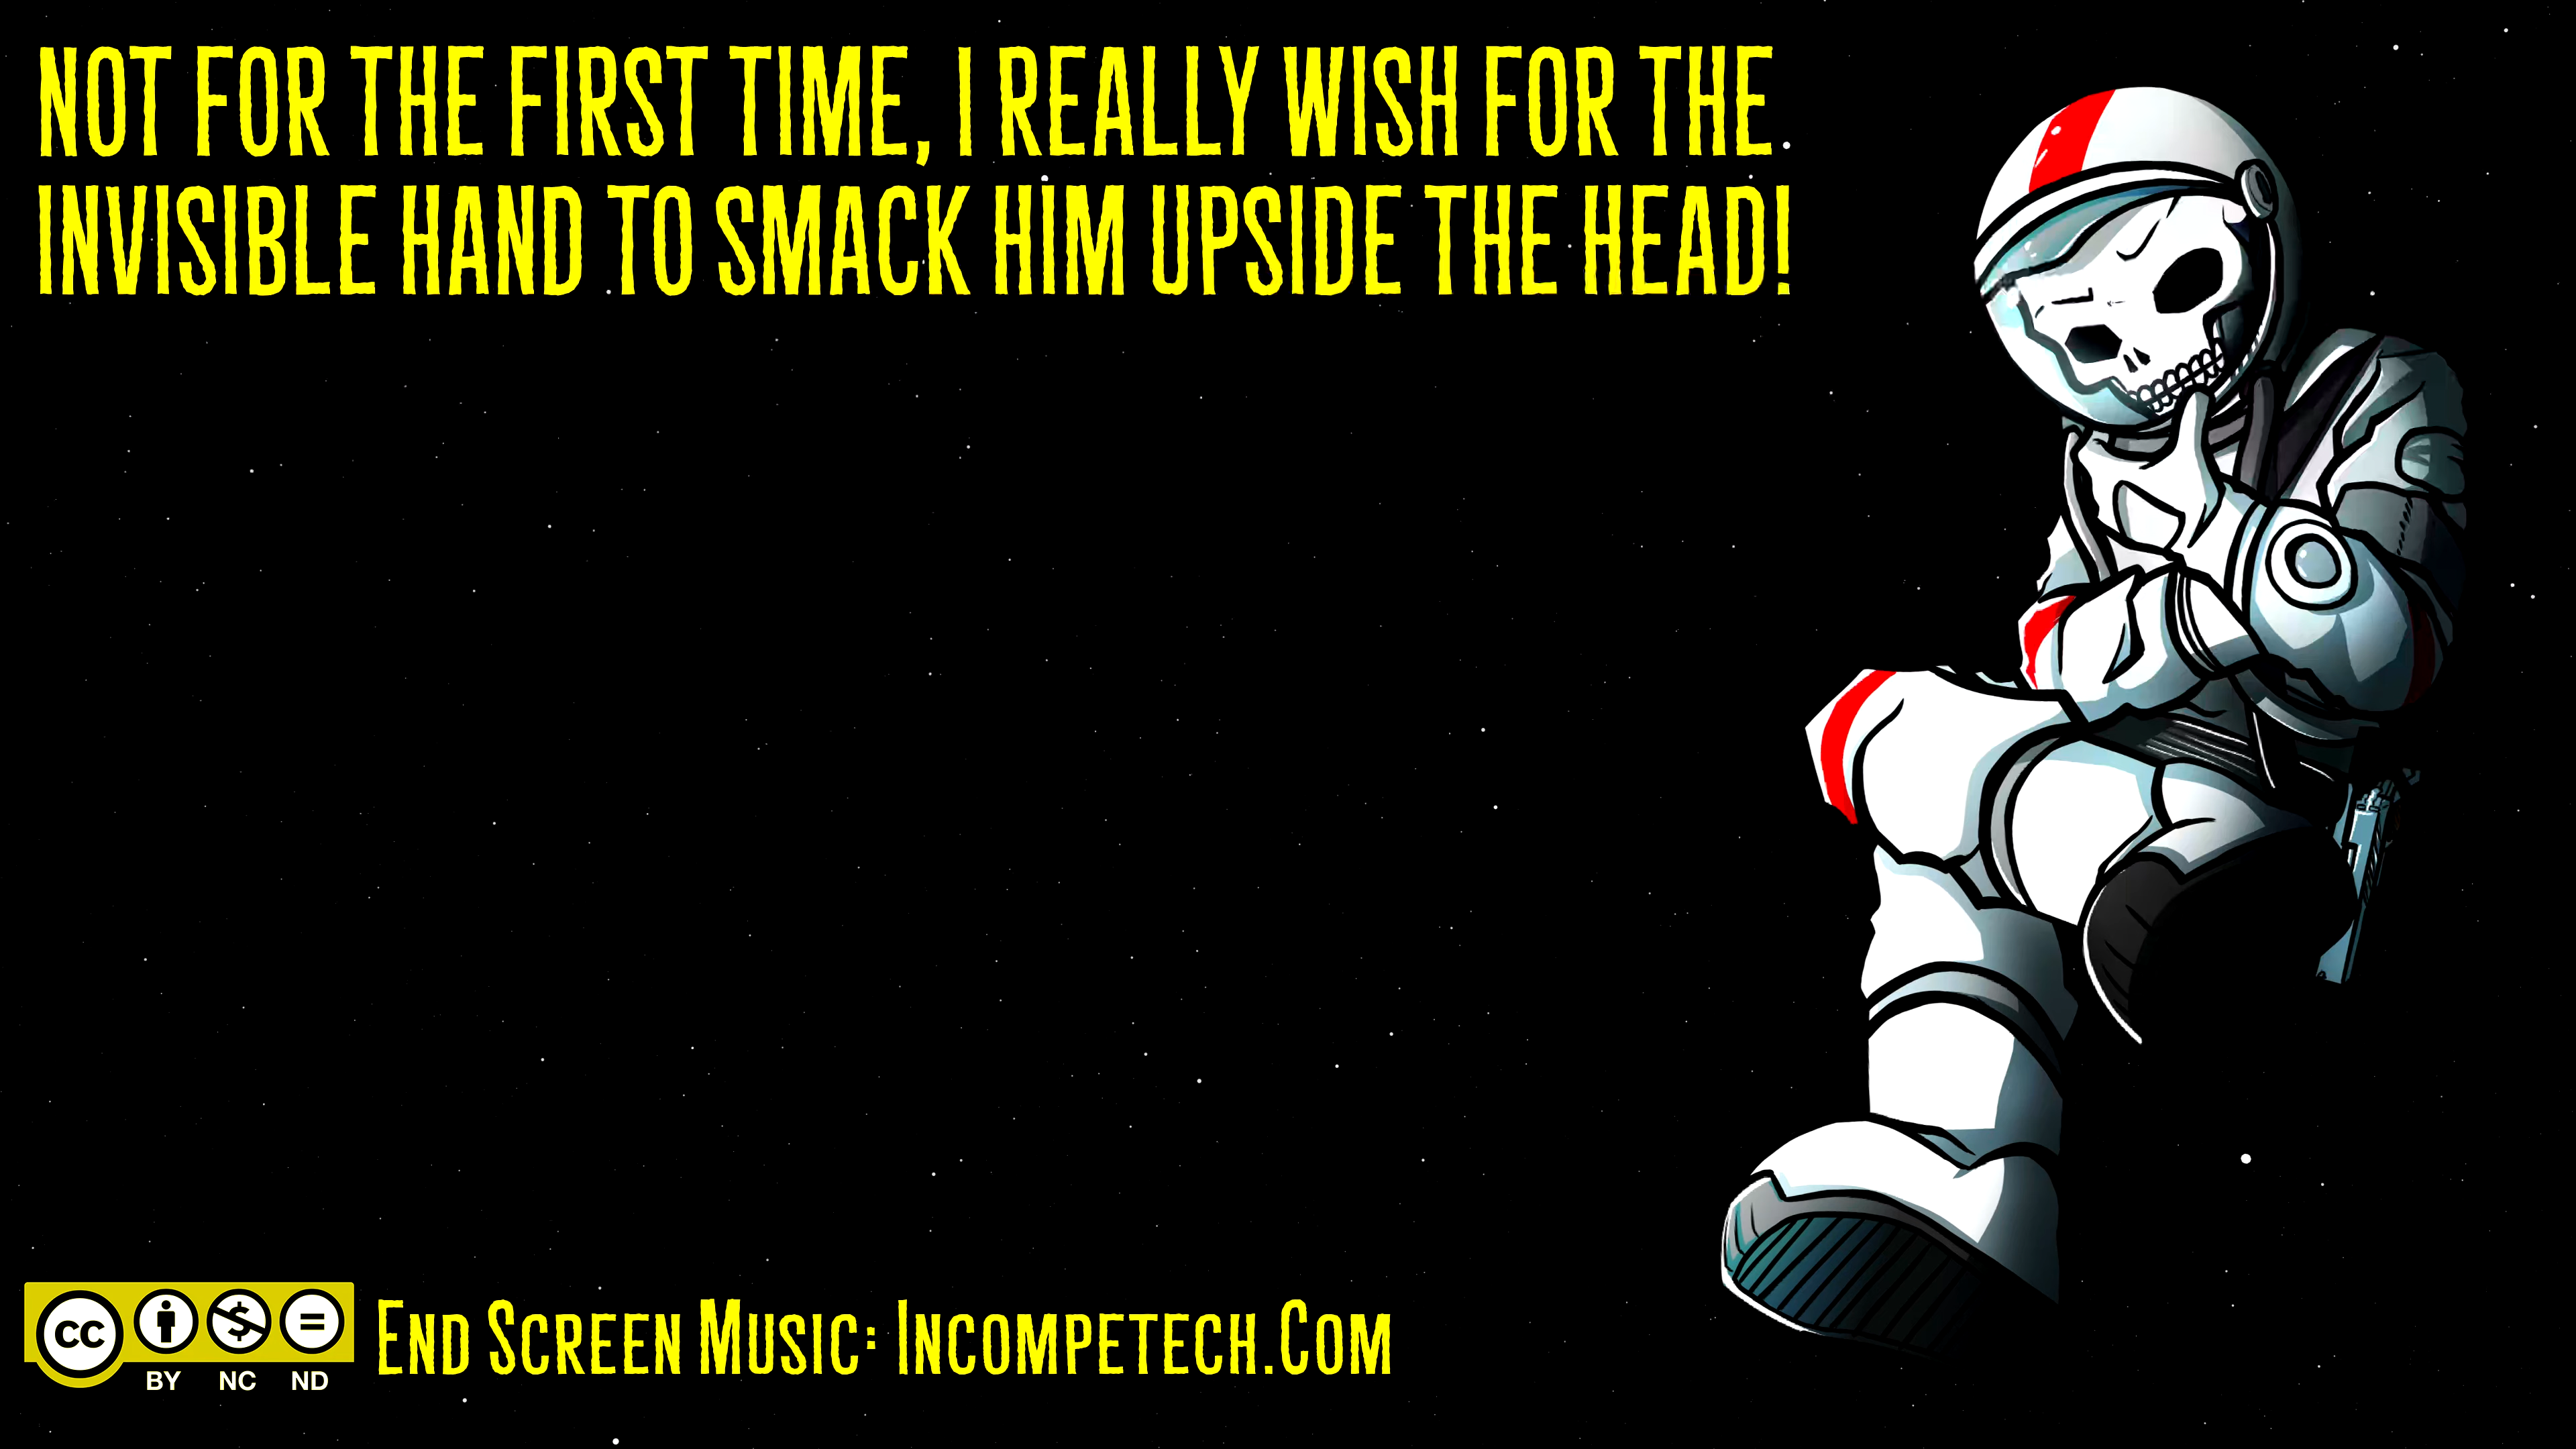 NOT FOR THE FIRST TIME, I REALLY WISH FOR THE
INVISIBLE HAND TO SMACK HIM UPSIDE THE HEAD!
CC
BY NC ND
END SCREEN MUSIC: INCOMPETECH.COM